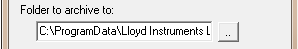 Folder to archive to:
C:\ProgramData\Lloyd Instruments L
..